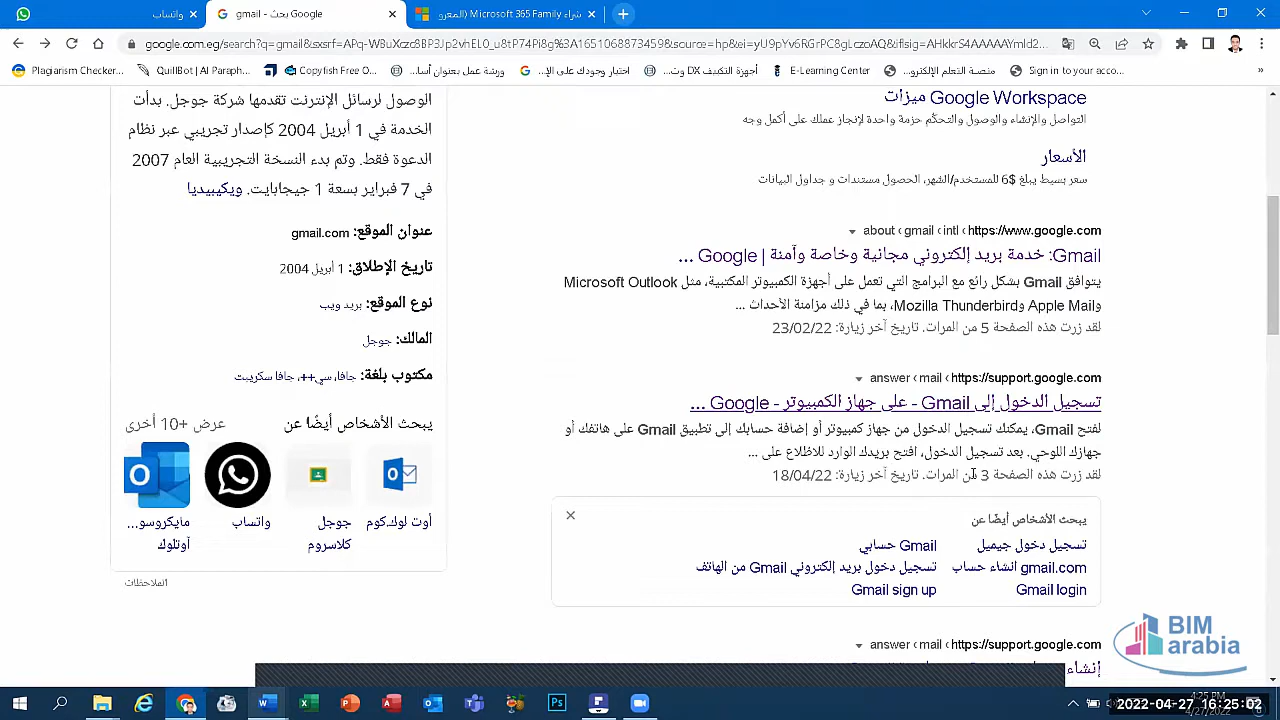 واتساب
gmail - بحث Google
شراء Microsoft 365 Family (المعرو
google.com.eg/search?q=gmail&sxsrf=
Plagiarism Checker...
QuillBot | AI Paraph...
Copyfish Free O...
ورشة عمل بعنوان أسا...
اختبار وجودك على الإ...
أجهزة التكييف DX وت...
E-Learning Center
منصة التعلم الإلكترو...
Sign in to your acco...
»
Google Workspace ميزات
التواصل والإنشاء والوصول والتحكّم حزمة واحدة لإنجاز عملك على أكمل وجه
الأسعار
سعر بسيط يبلغ 6$ للمستخدم/الشهر، الحصول مستندات و جداول البيانات
https://www.google.com › intl › gmail › about
Gmail: خدمة بريد إلكتروني مجانية وخاصة وآمنة | Google ...
يتوافق Gmail بشكل رائع مع البرامج التي تعمل على أجهزة الكمبيوتر المكتبية، مثل Microsoft Outlook
وApple Mail وMozilla Thunderbird، بما في ذلك مزامنة الأحداث ...
لقد زرت هذه الصفحة 5 من المرات. تاريخ آخر زيارة: 23/02/22
https://support.google.com › mail › answer
تسجيل الدخول إلى Gmail - على جهاز الكمبيوتر - Google ...
لفتح Gmail، يمكنك تسجيل الدخول من جهاز كمبيوتر أو إضافة حسابك إلى تطبيق Gmail على هاتفك أو
جهازك اللوحي. بعد تسجيل الدخول، افتح بريدك الوارد للاطّلاع على ...
لقد زرت هذه الصفحة 3 من المرات. تاريخ آخر زيارة: 18/04/22
يبحث الأشخاص أيضًا عن
تسجيل دخول جيميل
Gmail حسابي
gmail.com انشاء حساب
تسجيل دخول بريد إلكتروني Gmail من الهاتف
Gmail login
Gmail sign up
https://support.google.com › mail › answer
إنشاء
الوصول لرسائل الإنترنت تقدمها شركة جوجل. بدأت
الخدمة في 1 أبريل 2004 كإصدار تجريبي عبر نظام
الدعوة فقط. وتم بدء النسخة التجريبية العام 2007
في 7 فبراير بسعة 1 جيجابايت. ويكيبيديا
عنوان الموقع: gmail.com
تاريخ الإطلاق: 1 أبريل 2004
نوع الموقع: بريد ويب
المالك: جوجل
مكتوب بلغة: جافا، سي++، جافا سكريبت
يبحث الأشخاص أيضًا عن
عرض +10 أخرى
أوت لوك.كوم
جوجل كلاسروم
واتساب
مايكروسو... أوتلوك
الملاحظات
BIM
arabia
4:25 PM
4/27/2022
2022-04-27 16:25:02